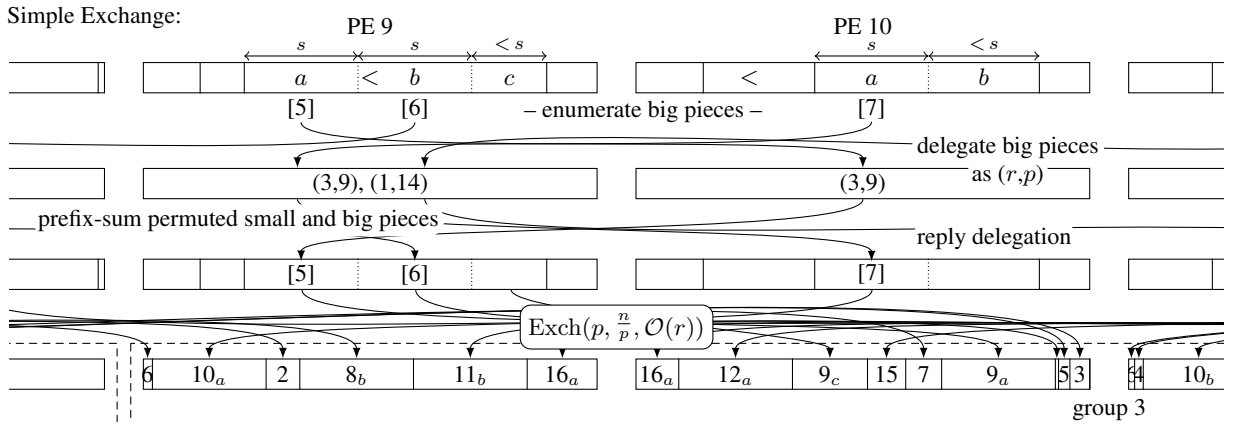 Simple Exchange:
PE 9 PE 10
s s < s s < s
a < b c < a b
[5] [6] – enumerate big pieces – [7]
delegate big pieces
as (r,p)
(3,9), (1,14) (3,9)
prefix-sum permuted small and big pieces
reply delegation
[5] [6] [7]
Exch(p, n/p, O(r))
6 10a 2 8b 11b 16a 16a 12a 9c 15 7 9a 5 3 4 10b
group 3